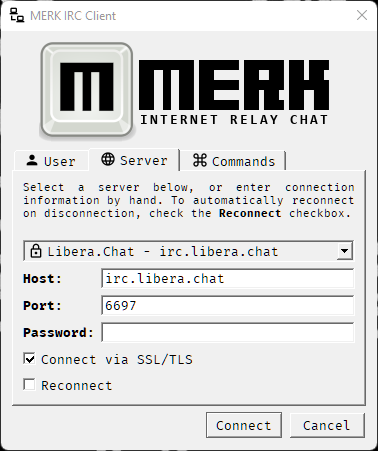 MERK IRC Client
M MERK
INTERNET RELAY CHAT
User Server Commands
Select a server below, or enter connection
information by hand. To automatically reconnect
on disconnection, check the Reconnect checkbox.
Libera.Chat - irc.libera.chat
Host: irc.libera.chat
Port: 6697
Password:
Connect via SSL/TLS
Reconnect
Connect Cancel